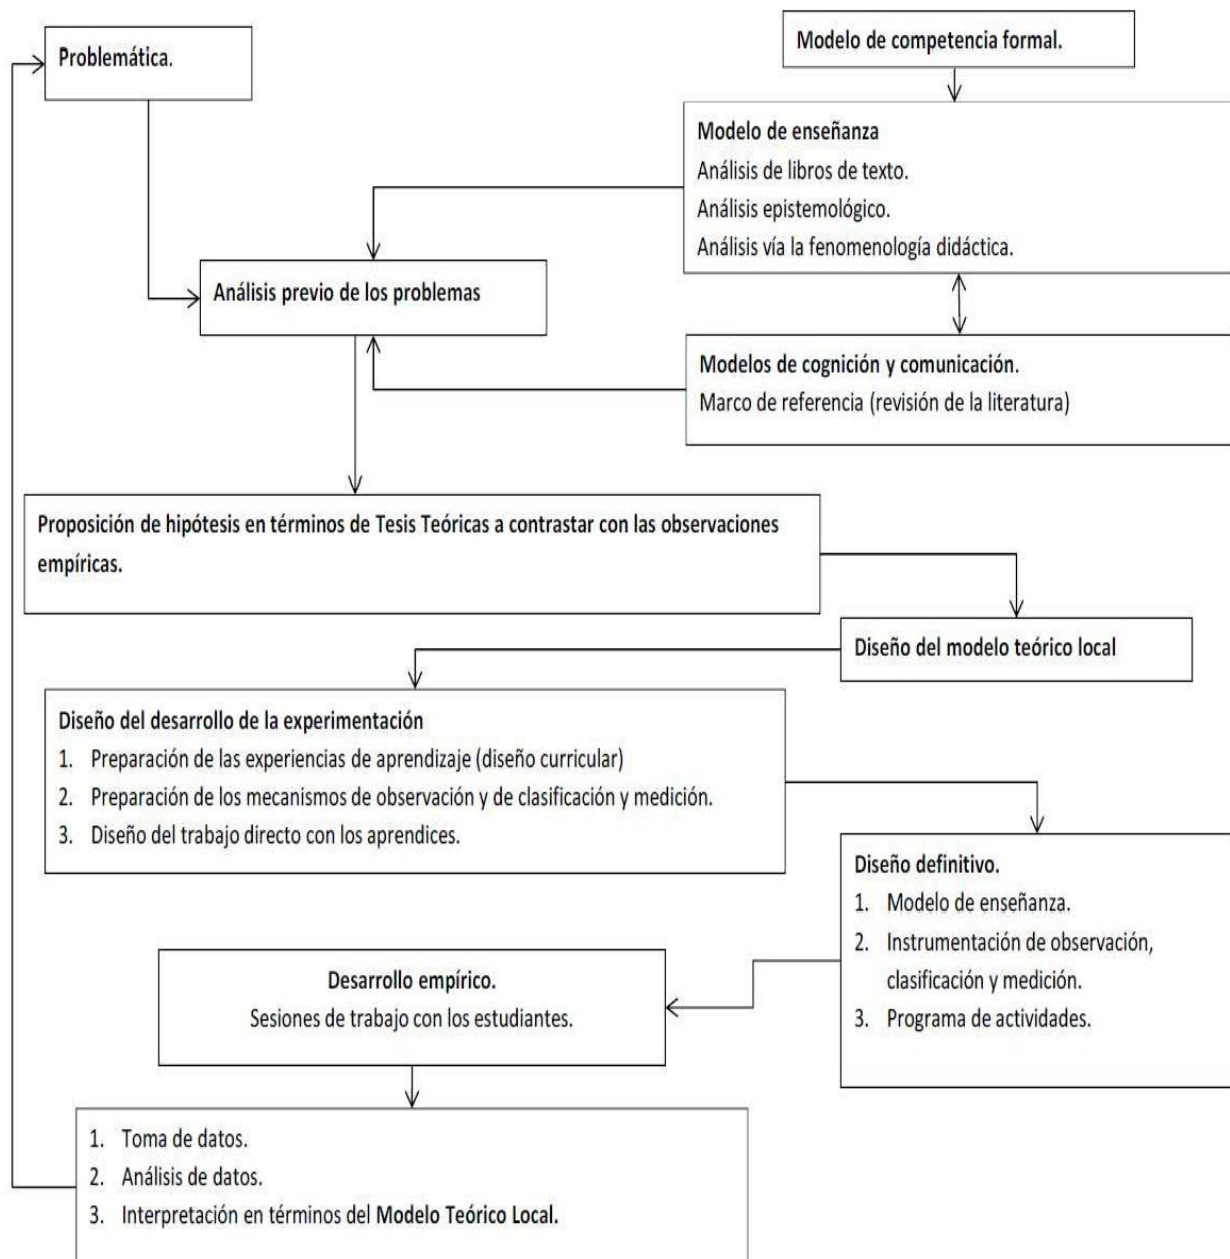 Problemática.
Modelo de competencia formal.
Modelo de enseñanza
Análisis de libros de texto.
Análisis epistemológico.
Análisis vía la fenomenología didáctica.
Análisis previo de los problemas
Modelos de cognición y comunicación.
Marco de referencia (revisión de la literatura)
Proposición de hipótesis en términos de Tesis Teóricas a contrastar con las observaciones
empíricas.
Diseño del modelo teórico local
Diseño del desarrollo de la experimentación
1. Preparación de las experiencias de aprendizaje (diseño curricular)
2. Preparación de los mecanismos de observación y de clasificación y medición.
3. Diseño del trabajo directo con los aprendices.
Diseño definitivo.
1. Modelo de enseñanza.
2. Instrumentación de observación,
clasificación y medición.
3. Programa de actividades.
Desarrollo empírico.
Sesiones de trabajo con los estudiantes.
1. Toma de datos.
2. Análisis de datos.
3. Interpretación en términos del Modelo Teórico Local.